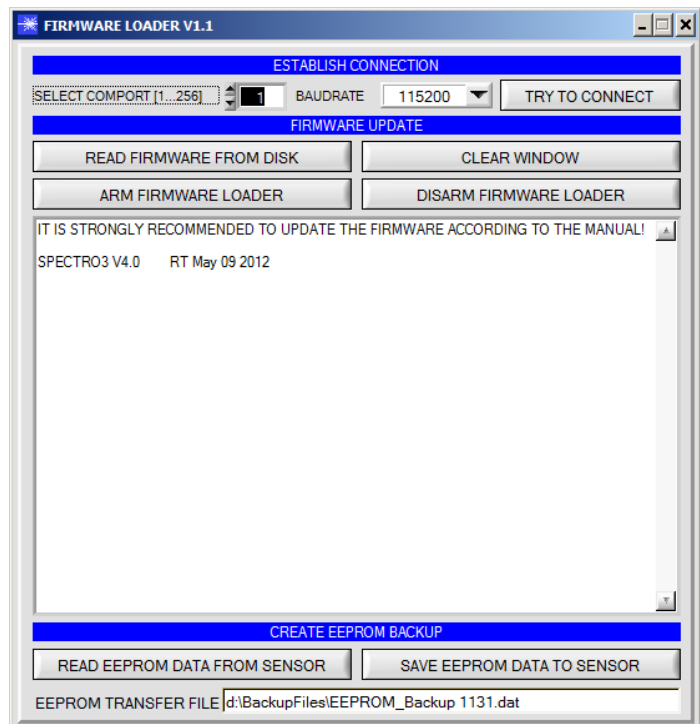 FIRMWARE LOADER V1.1
ESTABLISH CONNECTION
SELECT COMPORT [1...256] 1 BAUDRATE 115200 TRY TO CONNECT
FIRMWARE UPDATE
READ FIRMWARE FROM DISK CLEAR WINDOW
ARM FIRMWARE LOADER DISARM FIRMWARE LOADER
IT IS STRONGLY RECOMMENDED TO UPDATE THE FIRMWARE ACCORDING TO THE MANUAL!
SPECTRO3 V4.0 RT May 09 2012
CREATE EEPROM BACKUP
READ EEPROM DATA FROM SENSOR SAVE EEPROM DATA TO SENSOR
EEPROM TRANSFER FILE d:\BackupFiles\EEPROM_Backup 1131.dat